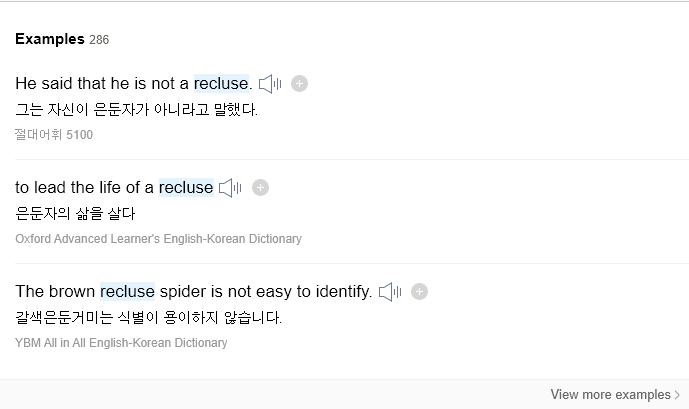 Examples 286
He said that he is not a recluse.
그는 자신이 은둔자가 아니라고 말했다.
절대어휘 5100
to lead the life of a recluse
은둔자의 삶을 살다
Oxford Advanced Learner's English-Korean Dictionary
The brown recluse spider is not easy to identify.
갈색은둔거미는 식별이 용이하지 않습니다.
YBM All in All English-Korean Dictionary
View more examples